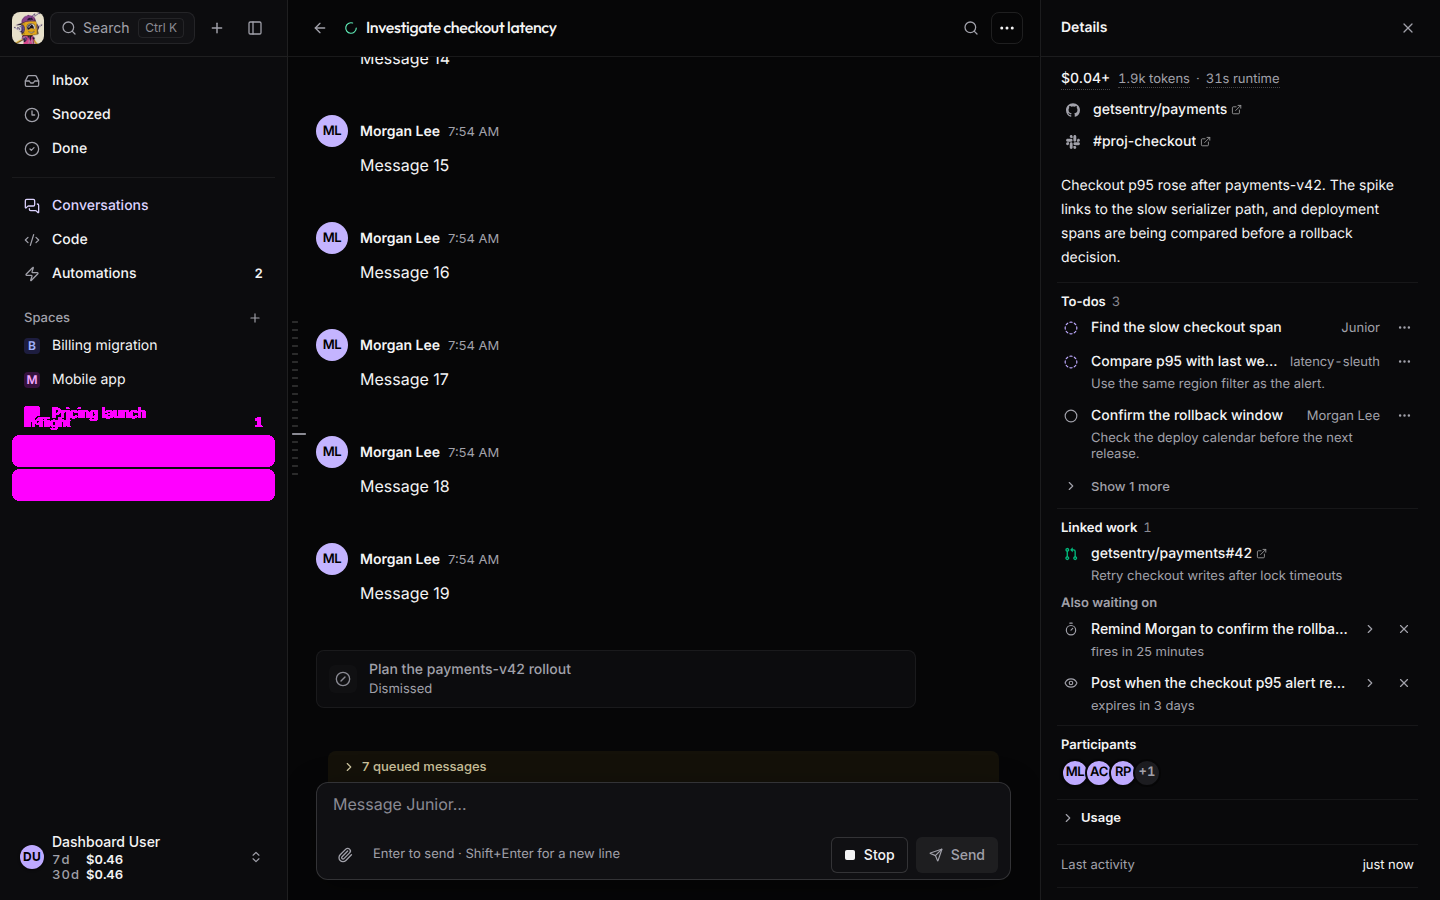 Search Ctrl K
Inbox
Snoozed
Done
Conversations
Code
Automations 2
Spaces
B Billing migration
M Mobile app
Pricing launch
1
DU Dashboard User
7d $0.46
30d $0.46
Investigate checkout latency
Message 14
ML Morgan Lee 7:54 AM
Message 15
ML Morgan Lee 7:54 AM
Message 16
ML Morgan Lee 7:54 AM
Message 17
ML Morgan Lee 7:54 AM
Message 18
ML Morgan Lee 7:54 AM
Message 19
Plan the payments-v42 rollout
Dismissed
7 queued messages
Message Junior...
Enter to send · Shift+Enter for a new line
Stop
Send
Details
$0.04+ 1.9k tokens · 31s runtime
getsentry/payments
#proj-checkout
Checkout p95 rose after payments-v42. The spike
links to the slow serializer path, and deployment
spans are being compared before a rollback
decision.
To-dos 3
Find the slow checkout span Junior
Compare p95 with last we... latency-sleuth
Use the same region filter as the alert.
Confirm the rollback window Morgan Lee
Check the deploy calendar before the next
release.
Show 1 more
Linked work 1
getsentry/payments#42
Retry checkout writes after lock timeouts
Also waiting on
Remind Morgan to confirm the rollba...
fires in 25 minutes
Post when the checkout p95 alert re...
expires in 3 days
Participants
ML AC RP +1
Usage
Last activity just now